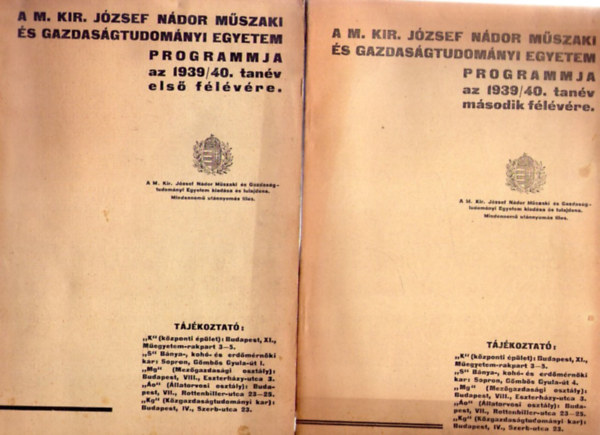 A M. KIR. JÓZSEF NÁDOR MŰSZAKI
ÉS GAZDASÁGTUDOMÁNYI EGYETEM
PROGRAMMJA
az 1939/40. tanév
első félévére.
A M. Kir. József Nádor Műszaki és Gazdaság-
tudományi Egyetem kiadása és tulajdona.
Mindennemű utánnyomás tilos.
TÁJÉKOZTATÓ:
„K" (központi épület): Budapest, XI.,
Műegyetem-rakpart 3—5.
„S" Bánya-, kohó- és erdőmérnöki
kar: Sopron, Gömbös Gyula-út 1.
„Mg" (Mezőgazdasági osztály):
Budapest, VIII., Eszterházy-utca 3.
„Áo" (Állatorvosi osztály): Buda-
pest, VII., Rottenbiller-utca 23—25.
„Kg" (Közgazdaságtudományi kar):
Budapest, IV., Szerb-utca 23.
A M. KIR. JÓZSEF NÁDOR MŰSZAKI
ÉS GAZDASÁGTUDOMÁNYI EGYETEM
PROGRAMMJA
az 1939/40. tanév
második félévére.
A M. Kir. József Nádor Műszaki és Gazdaság-
tudományi Egyetem kiadása és tulajdona.
Mindennemű utánnyomás tilos.
TÁJÉKOZTATÓ:
„K" (központi épület): Budapest, XI.,
Műegyetem-rakpart 3—5.
„S" Bánya-, kohó- és erdőmérnöki
kar: Sopron, Gömbös Gyula-út 4.
„Mg" (Mezőgazdasági osztály):
Budapest, VIII., Eszterházy-utca 3.
„Áo" (Állatorvosi osztály): Buda-
pest, VII., Rottenbiller-utca 23—25.
„Kg" (Közgazdaságtudományi kar):
Budapest, IV., Szerb-utca 23.